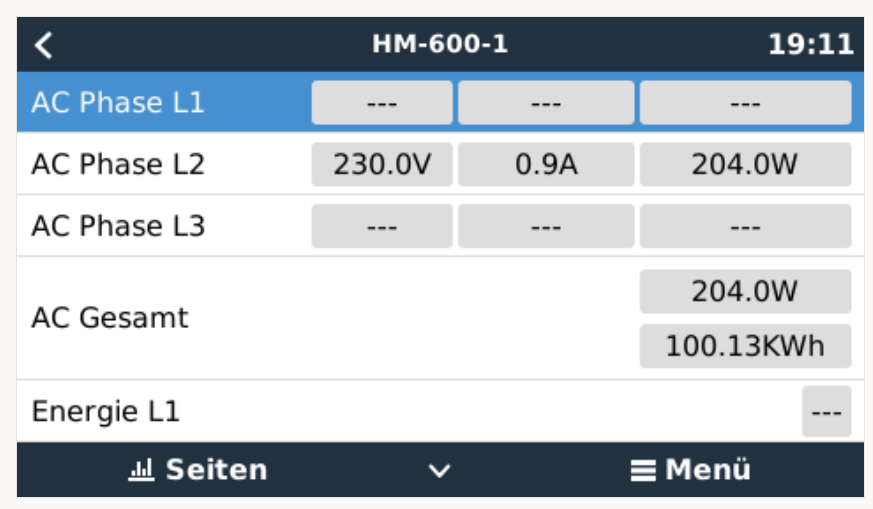 HM-600-1 19:11
AC Phase L1 --- --- ---
AC Phase L2 230.0V 0.9A 204.0W
AC Phase L3 --- --- ---
AC Gesamt 204.0W
100.13KWh
Energie L1 ---
Seiten Menü